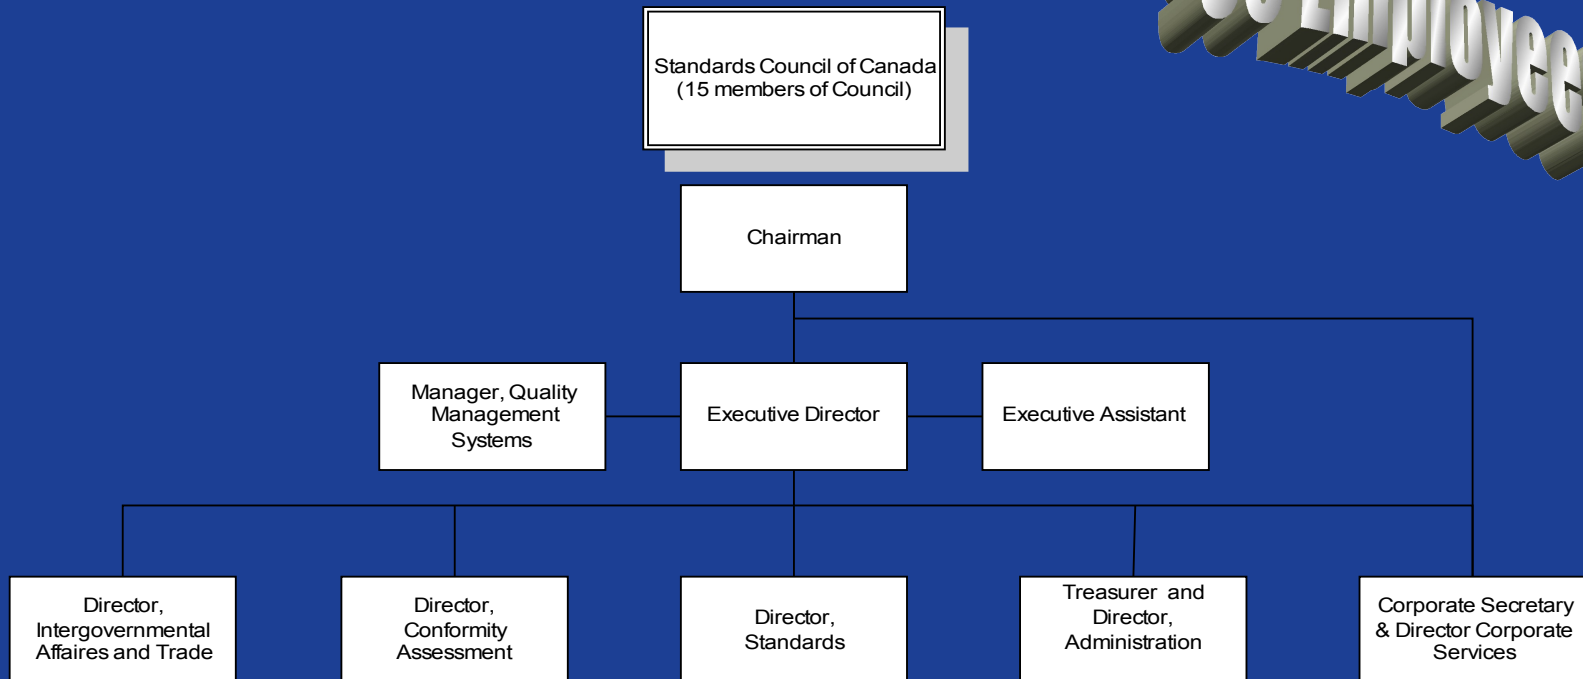 Employee
Standards Council of Canada
(15 members of Council)
Chairman
Manager, Quality
Management
Systems
Executive Director
Executive Assistant
Director,
Intergovernmental
Affaires and Trade
Director,
Conformity
Assessment
Director,
Standards
Treasurer and
Director,
Administration
Corporate Secretary
& Director Corporate
Services